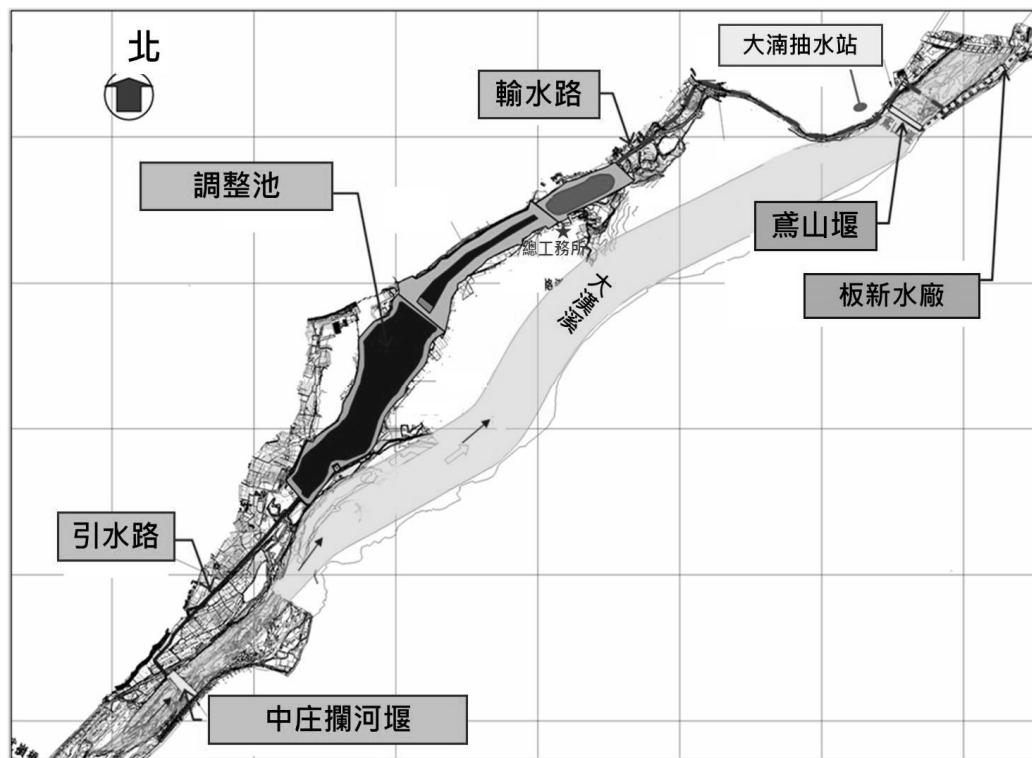 北
大湳抽水站
輸水路
調整池
鳶山堰
總工務所
大漢溪
板新水廠
引水路
中庄攔河堰